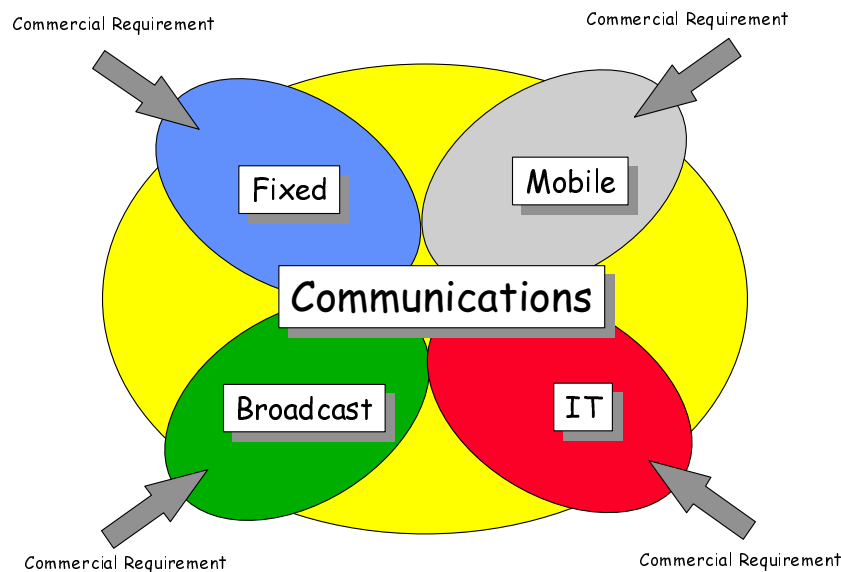 Commercial Requirement
Commercial Requirement
Fixed
Mobile
Communications
Broadcast
IT
Commercial Requirement
Commercial Requirement